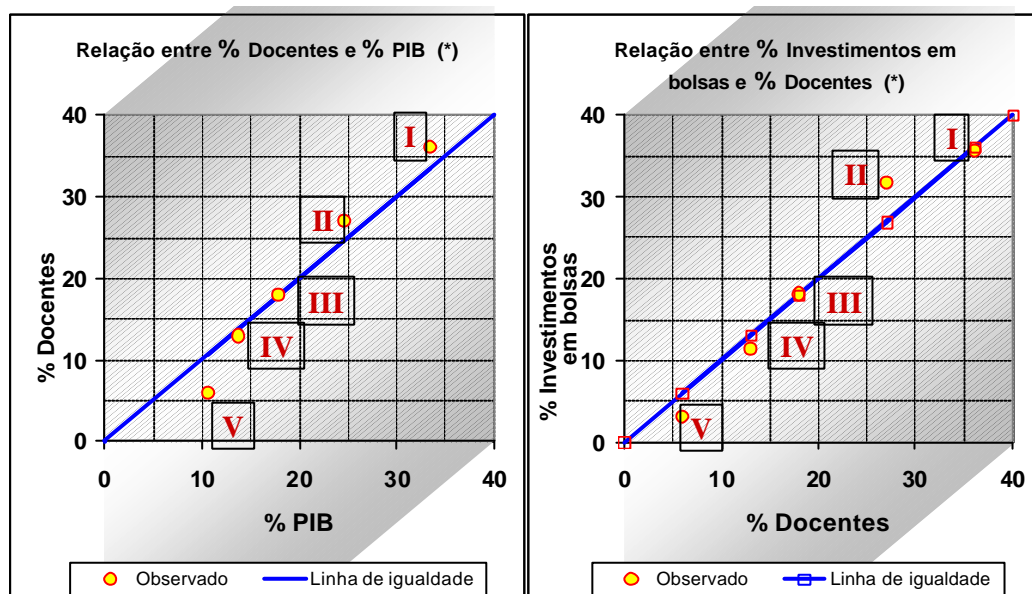 Relação entre % Docentes e % PIB (*)
40
30
20
10
0
% Docentes
I
II
III
IV
V
0 10 20 30 40
% PIB
Observado Linha de igualdade
Relação entre % Investimentos em
bolsas e % Docentes (*)
40
30
20
10
0
% Investimentos
em bolsas
I
II
III
IV
V
0 10 20 30 40
% Docentes
Observado Linha de igualdade